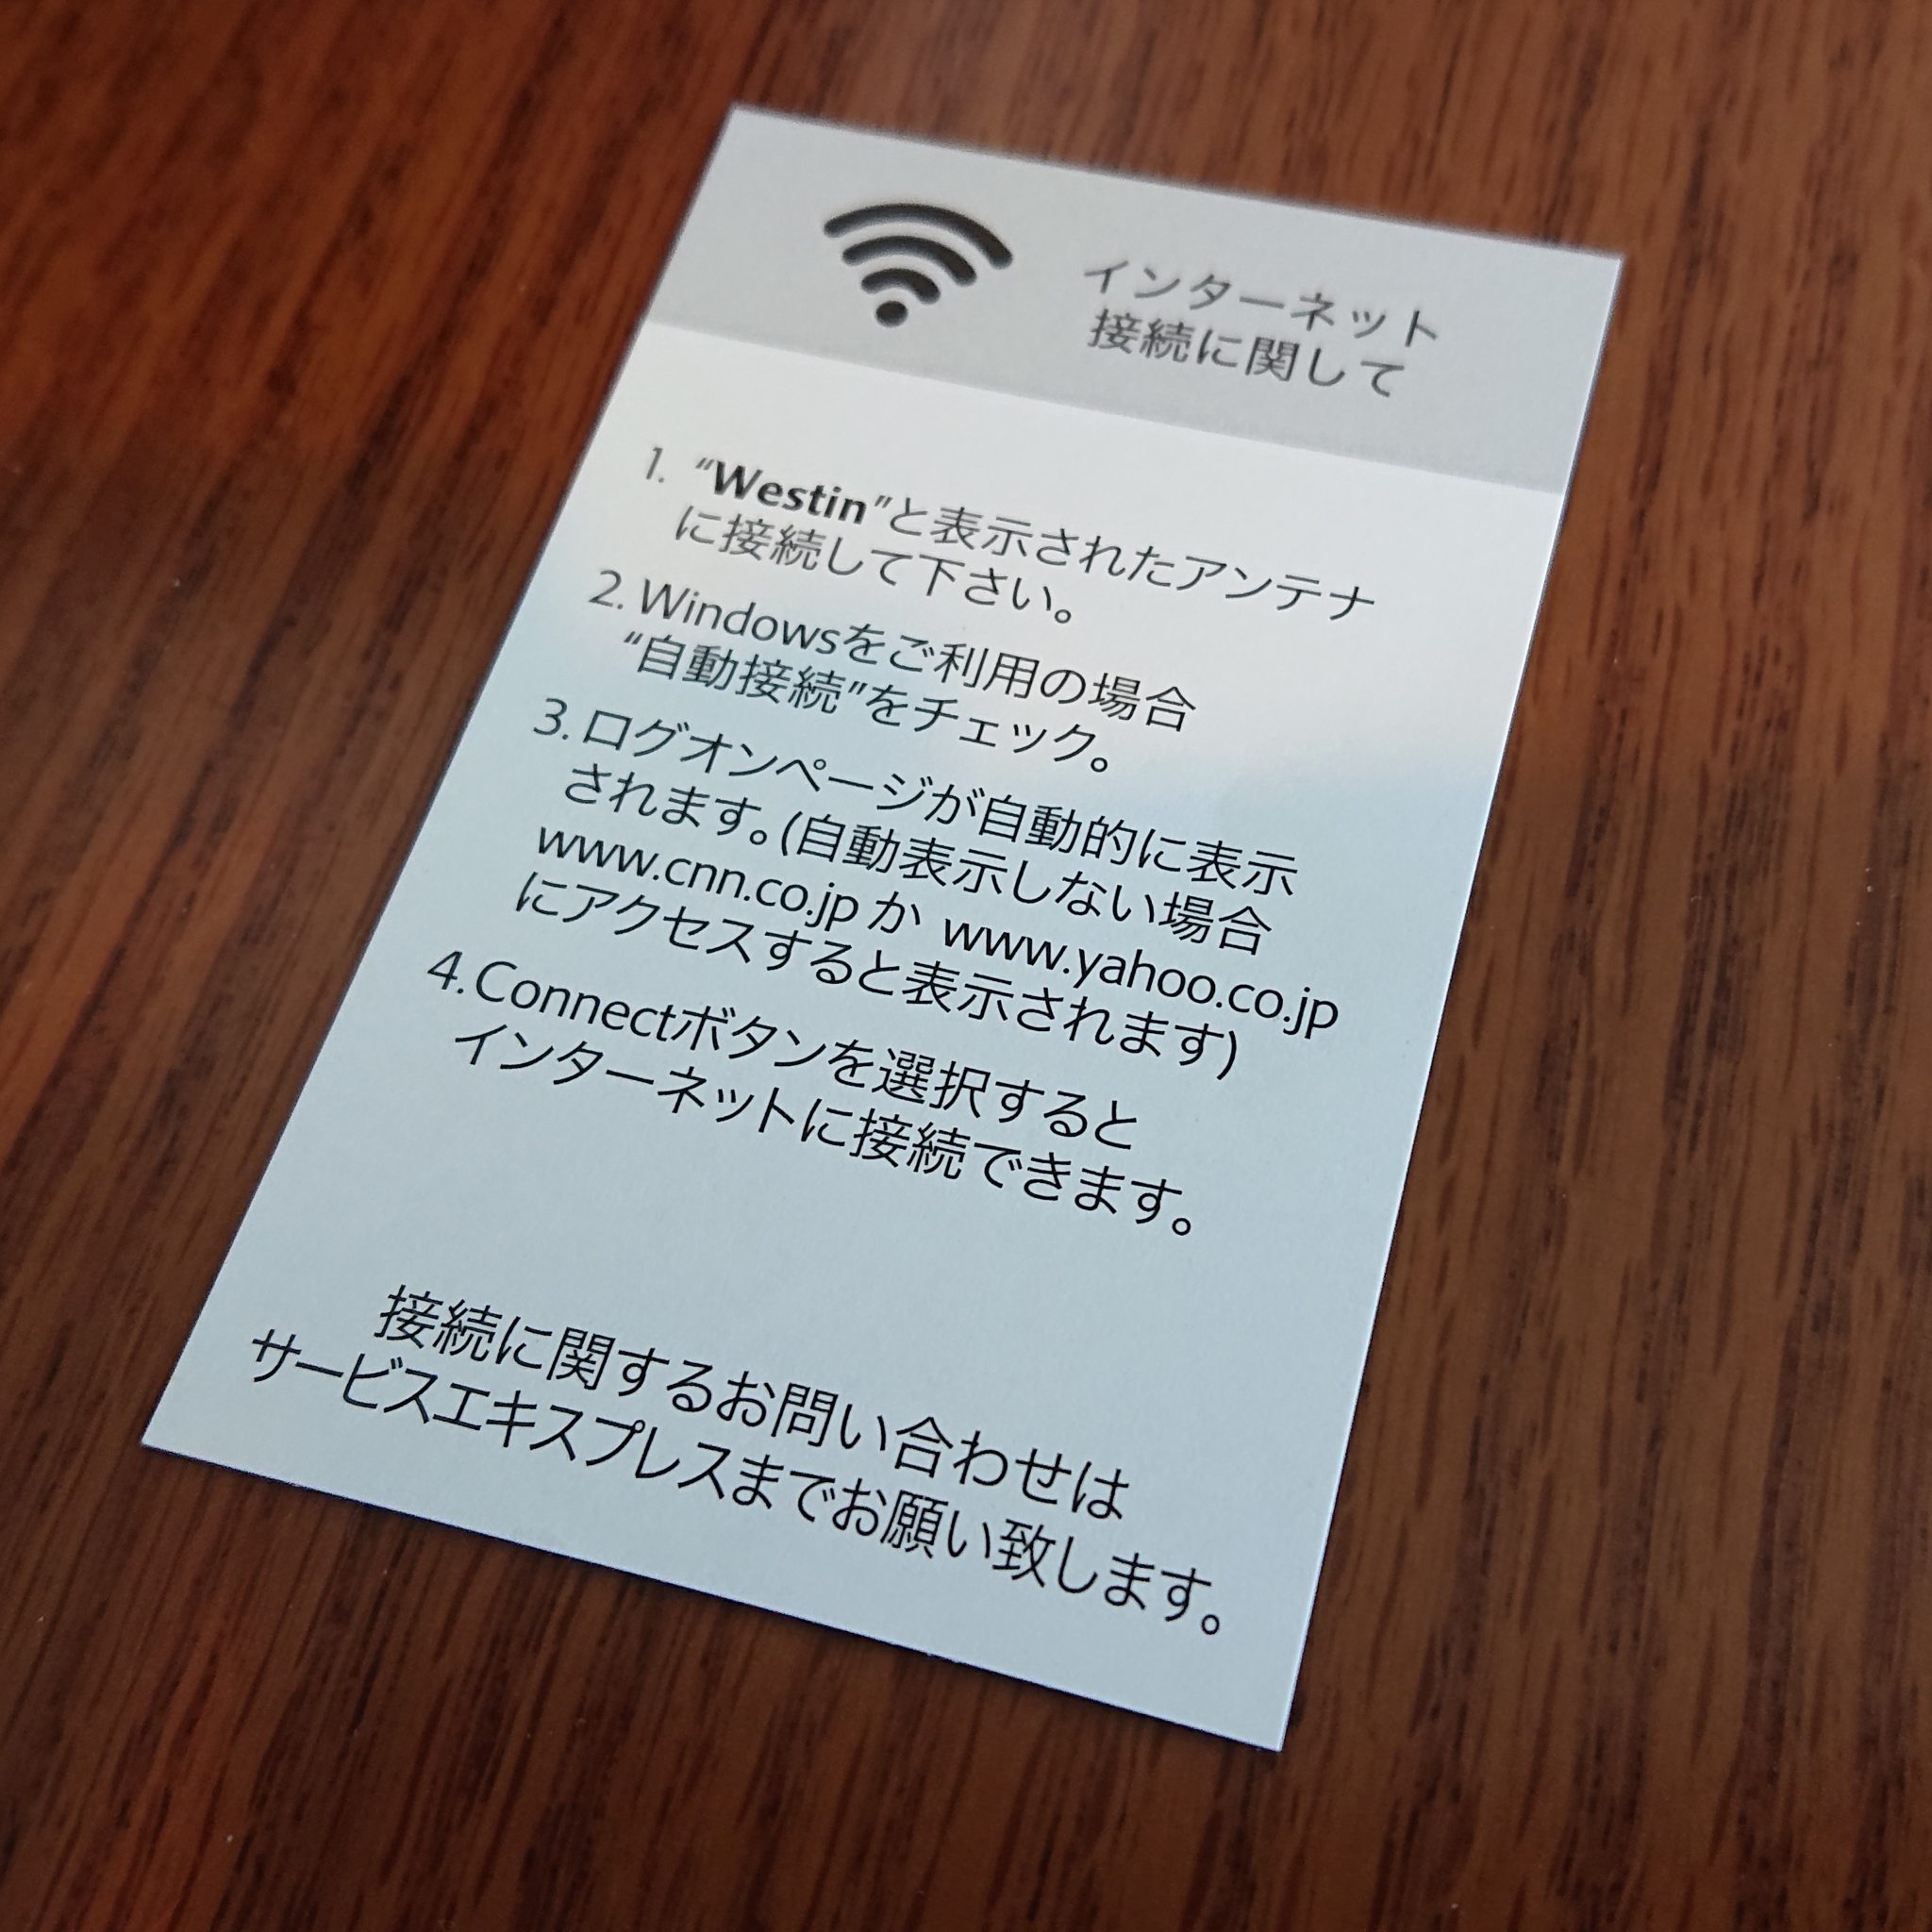 インターネット
接続に関して
1. “Westin”と表示されたアンテナ
に接続して下さい。
2. Windowsをご利用の場合
“自動接続”をチェック。
3. ログオンページが自動的に表示
されます。(自動表示しない場合
www.cnn.co.jp か www.yahoo.co.jp
にアクセスすると表示されます)
4. Connectボタンを選択すると
インターネットに接続できます。
接続に関するお問い合わせは
サービスエキスプレスまでお願い致します。